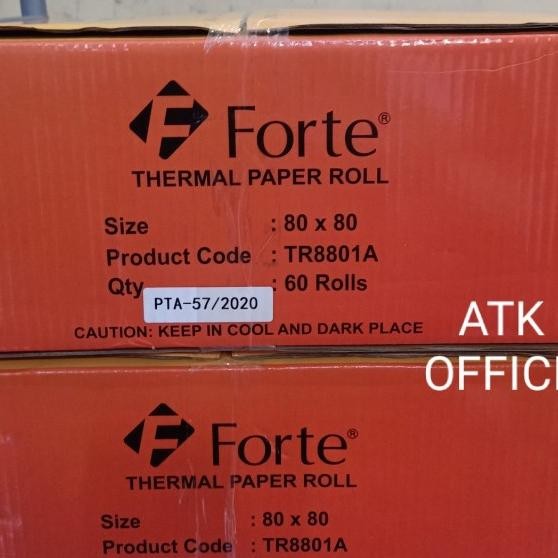 Forte®
THERMAL PAPER ROLL
Size : 80 x 80
Product Code : TR8801A
Qty : 60 Rolls
PTA-57/2020
CAUTION: KEEP IN COOL AND DARK PLACE
ATK
Forte®
THERMAL PAPER ROLL
Size : 80 x 80
Product Code : TR8801A